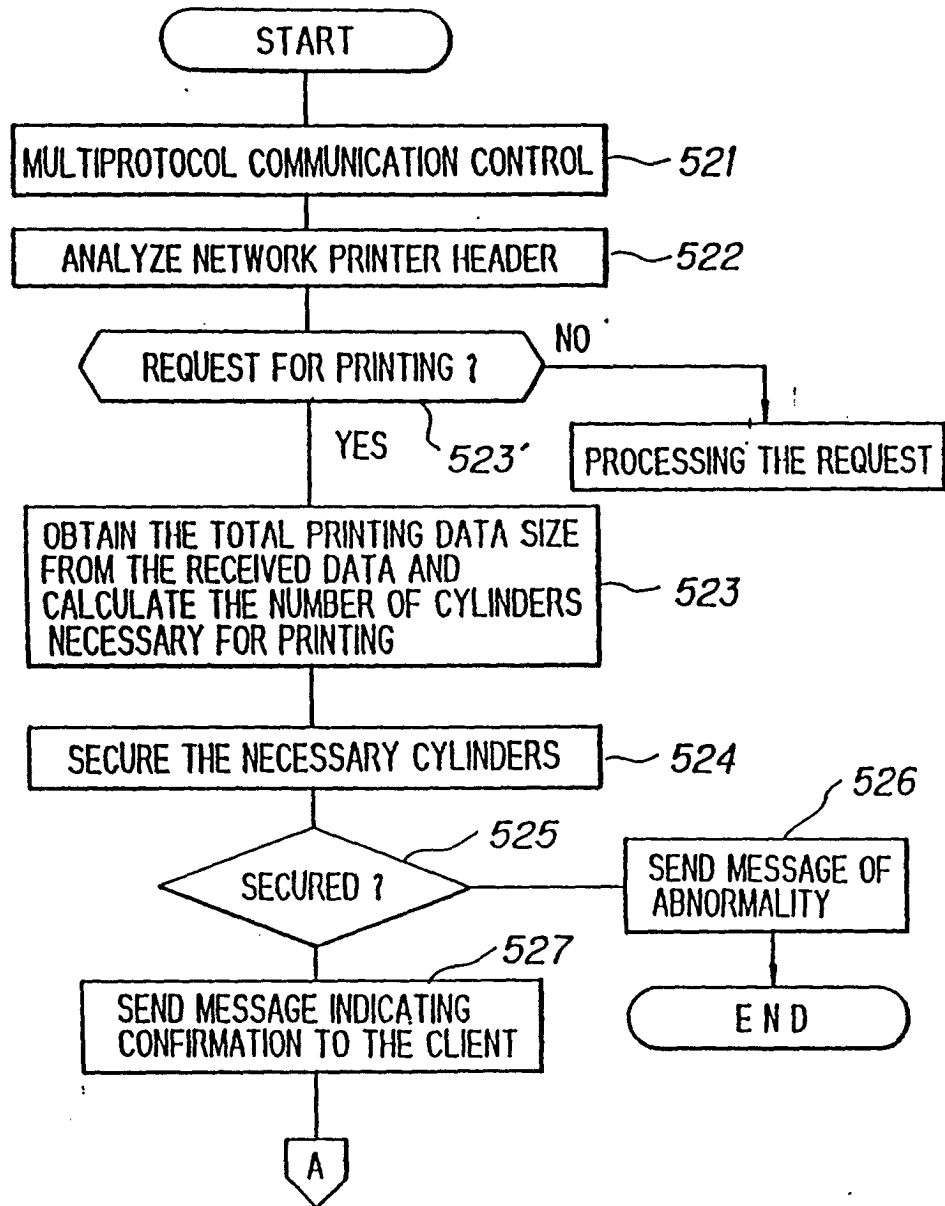 START
MULTIPROTOCOL COMMUNICATION CONTROL
521
ANALYZE NETWORK PRINTER HEADER
522
REQUEST FOR PRINTING ?
NO
YES
523'
PROCESSING THE REQUEST
OBTAIN THE TOTAL PRINTING DATA SIZE
FROM THE RECEIVED DATA AND
CALCULATE THE NUMBER OF CYLINDERS
NECESSARY FOR PRINTING
523
SECURE THE NECESSARY CYLINDERS
524
SECURED ?
525
526
SEND MESSAGE OF
ABNORMALITY
END
527
SEND MESSAGE INDICATING
CONFIRMATION TO THE CLIENT
A